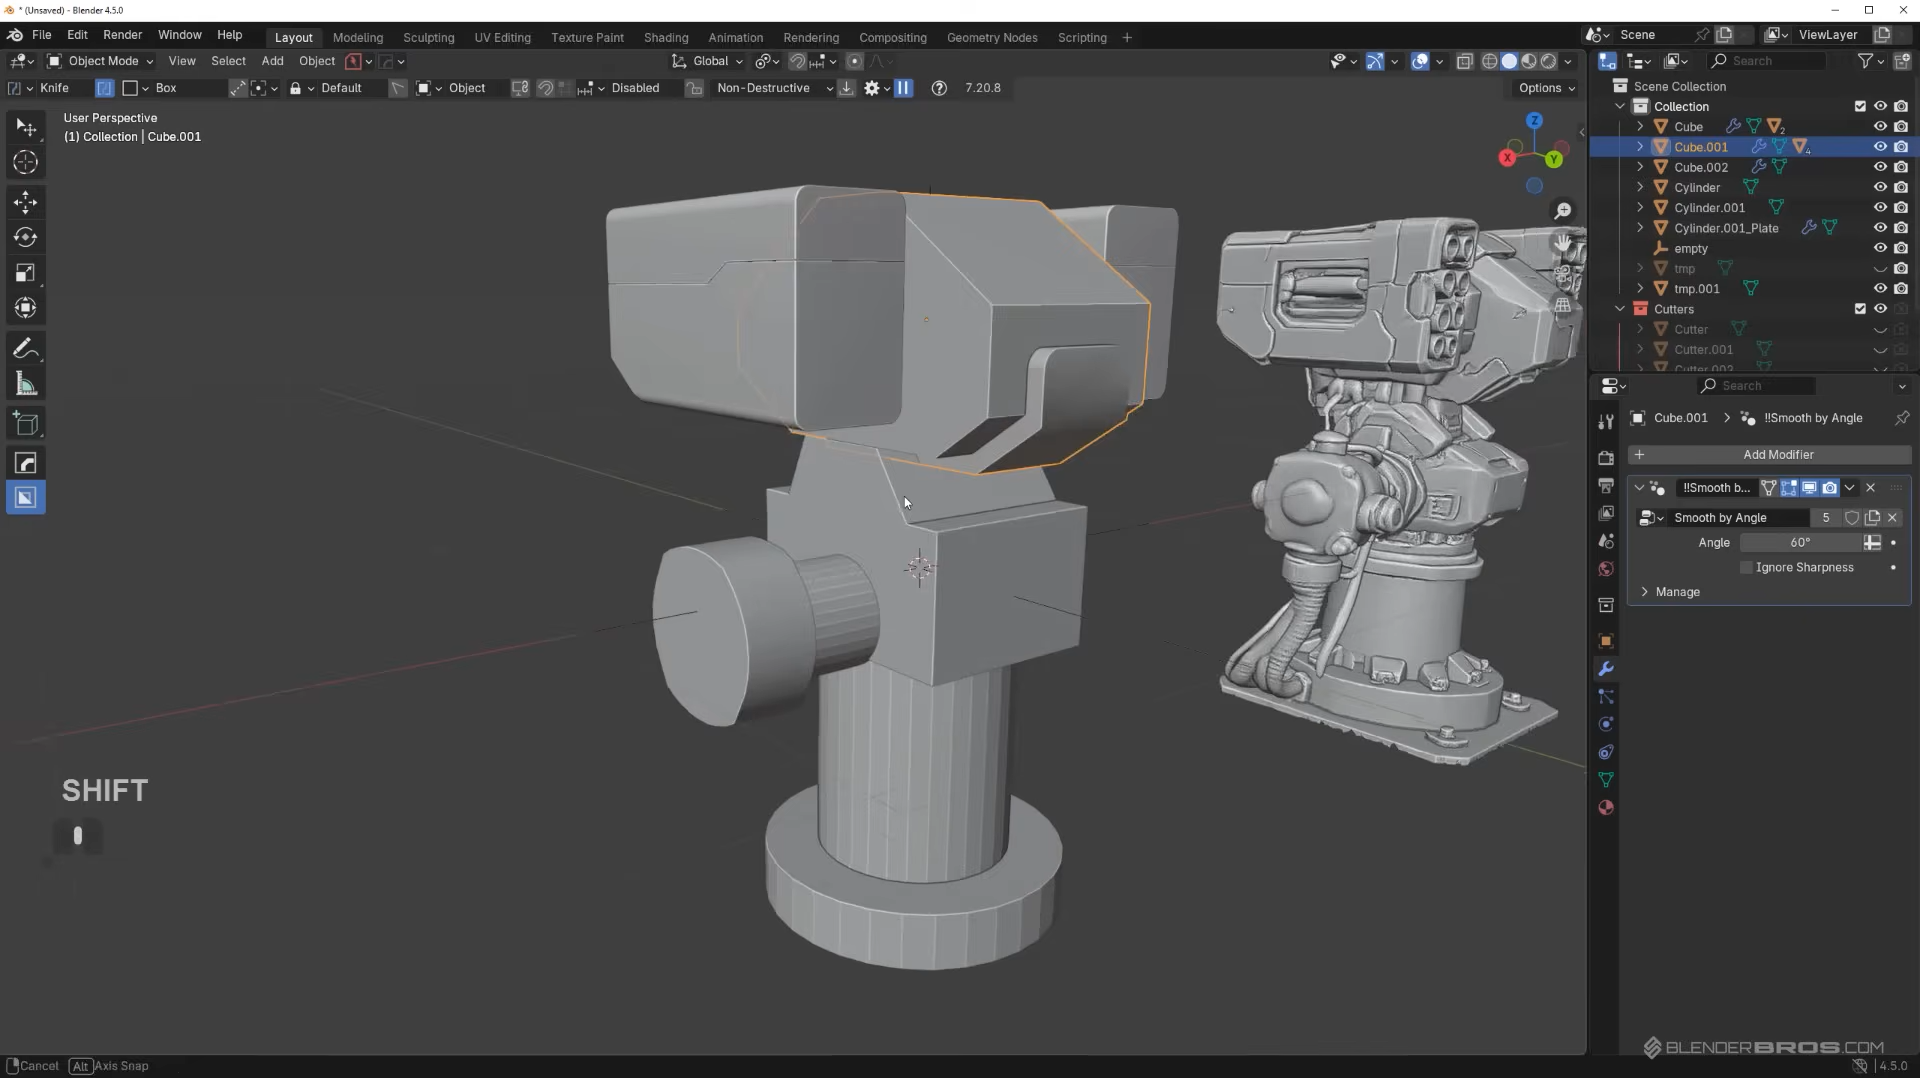 * (Unsaved) - Blender 4.5.0
File Edit Render Window Help Layout Modeling Sculpting UV Editing Texture Paint Shading Animation Rendering Compositing Geometry Nodes Scripting + Scene ViewLayer
Object Mode View Select Add Object Global Search
Knife Box Default Object Disabled Non-Destructive 7.20.8 Options
Scene Collection
User Perspective
(1) Collection | Cube.001
Collection
Cube 2
Cube.001 4
Cube.002
Cylinder
Cylinder.001
Cylinder.001_Plate
empty
tmp
tmp.001
Cutters
Cutter
Cutter.001
Cutter.002
Z
X
Y
Search
Cube.001 > !!Smooth by Angle
+ Add Modifier
!!Smooth b...
Smooth by Angle 5
Angle 60°
Ignore Sharpness
Manage
SHIFT
BLENDERBROS.COM
Cancel Alt Axis Snap
4.5.0